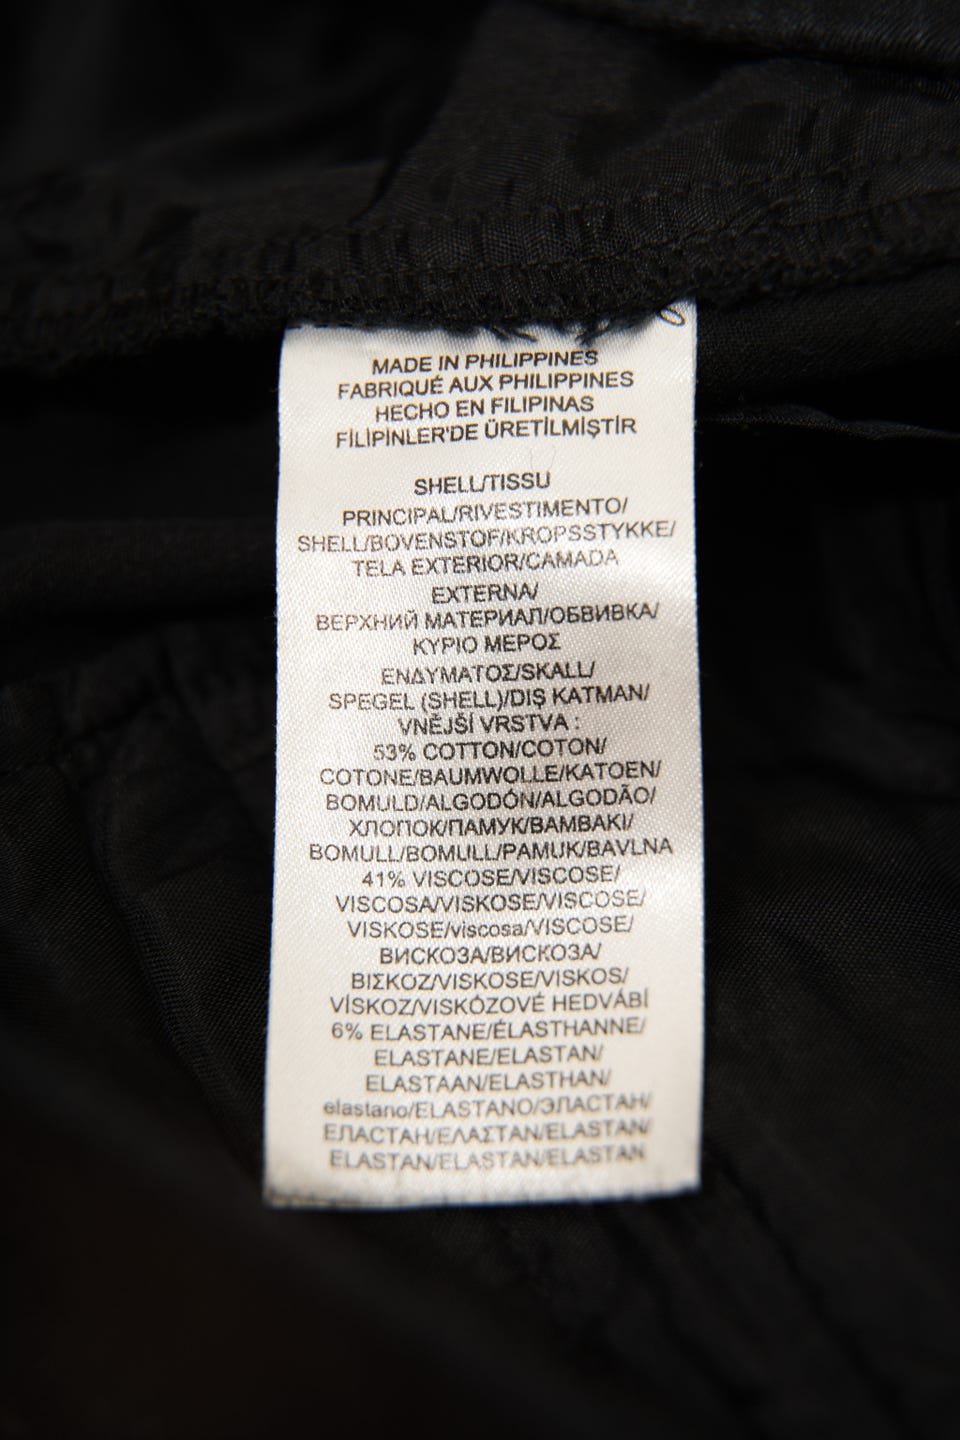 MADE IN PHILIPPINES
FABRIQUÉ AUX PHILIPPINES
HECHO EN FILIPINAS
FİLİPİNLER'DE ÜRETİLMİŞTİR
SHELL/TISSU
PRINCIPAL/RIVESTIMENTO/
SHELL/BOVENSTOF/KROPSSTYKKE/
TELA EXTERIOR/CAMADA
EXTERNA/
ВЕРХНИЙ МАТЕРИАЛ/ОБВИВКА/
ΚΥΡΙΟ ΜΕΡΟΣ
ΕΝΔΥΜΑΤΟΣ/SKALL/
SPEGEL (SHELL)/DIŞ KATMAN/
VNĚJŠÍ VRSTVA :
53% COTTON/COTON/
COTONE/BAUMWOLLE/KATOEN/
BOMULD/ALGODÓN/ALGODÃO/
ХЛОПОК/ПАМУК/ΒΑΜΒΑΚΙ/
BOMULL/BOMULL/PAMUK/BAVLNA
41% VISCOSE/VISCOSE/
VISCOSA/VISKOSE/VISCOSE/
VISKOSE/viscosa/VISCOSE/
ВИСКОЗА/ВИСКОЗА/
ΒΙΣΚΟΖ/VISKOSE/VISKOS/
VİSKOZ/VISKÓZOVÉ HEDVÁBÍ
6% ELASTANE/ÉLASTHANNE/
ELASTANE/ELASTAN/
ELASTAAN/ELASTHAN/
elastano/ELASTANO/ЭЛАСТАН/
ЕЛАСТАН/ΕΛΑΣΤΑΝ/ELASTAN/
ELASTAN/ELASTAN/ELASTAN